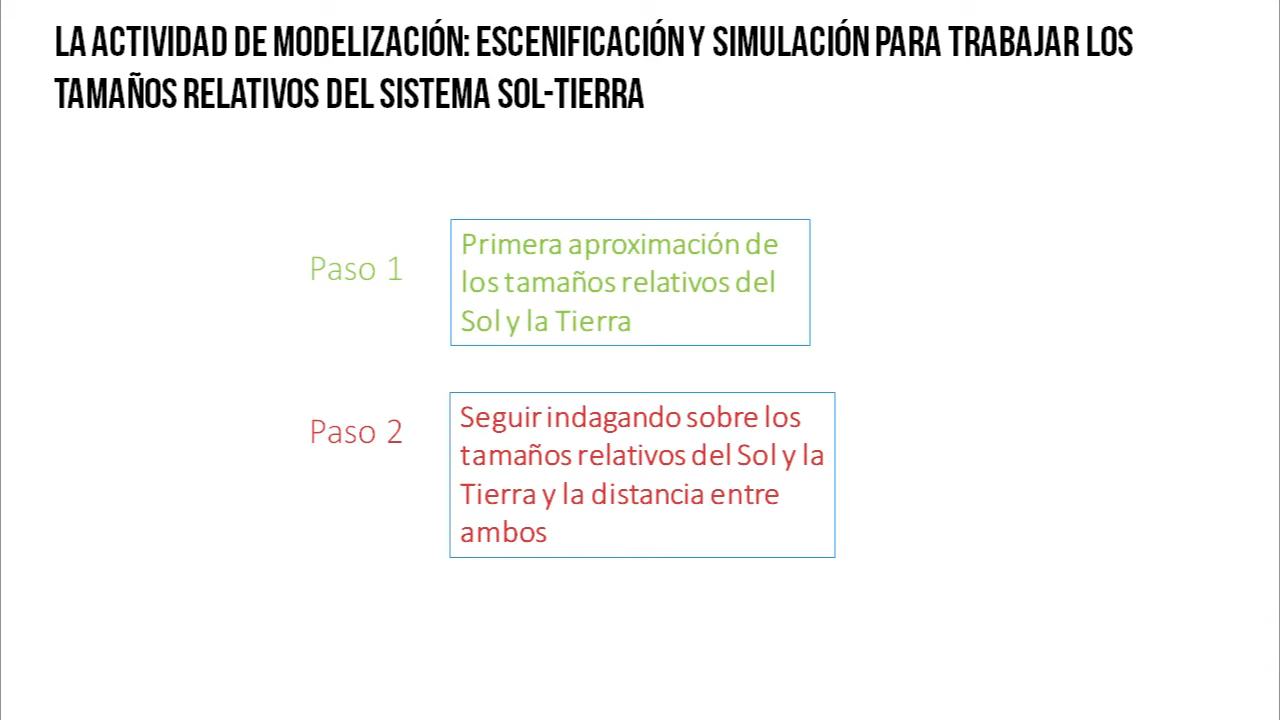 LA ACTIVIDAD DE MODELIZACIÓN: ESCENIFICACIÓN Y SIMULACIÓN PARA TRABAJAR LOS
TAMAÑOS RELATIVOS DEL SISTEMA SOL-TIERRA
Paso 1
Primera aproximación de
los tamaños relativos del
Sol y la Tierra
Paso 2
Seguir indagando sobre los
tamaños relativos del Sol y la
Tierra y la distancia entre
ambos